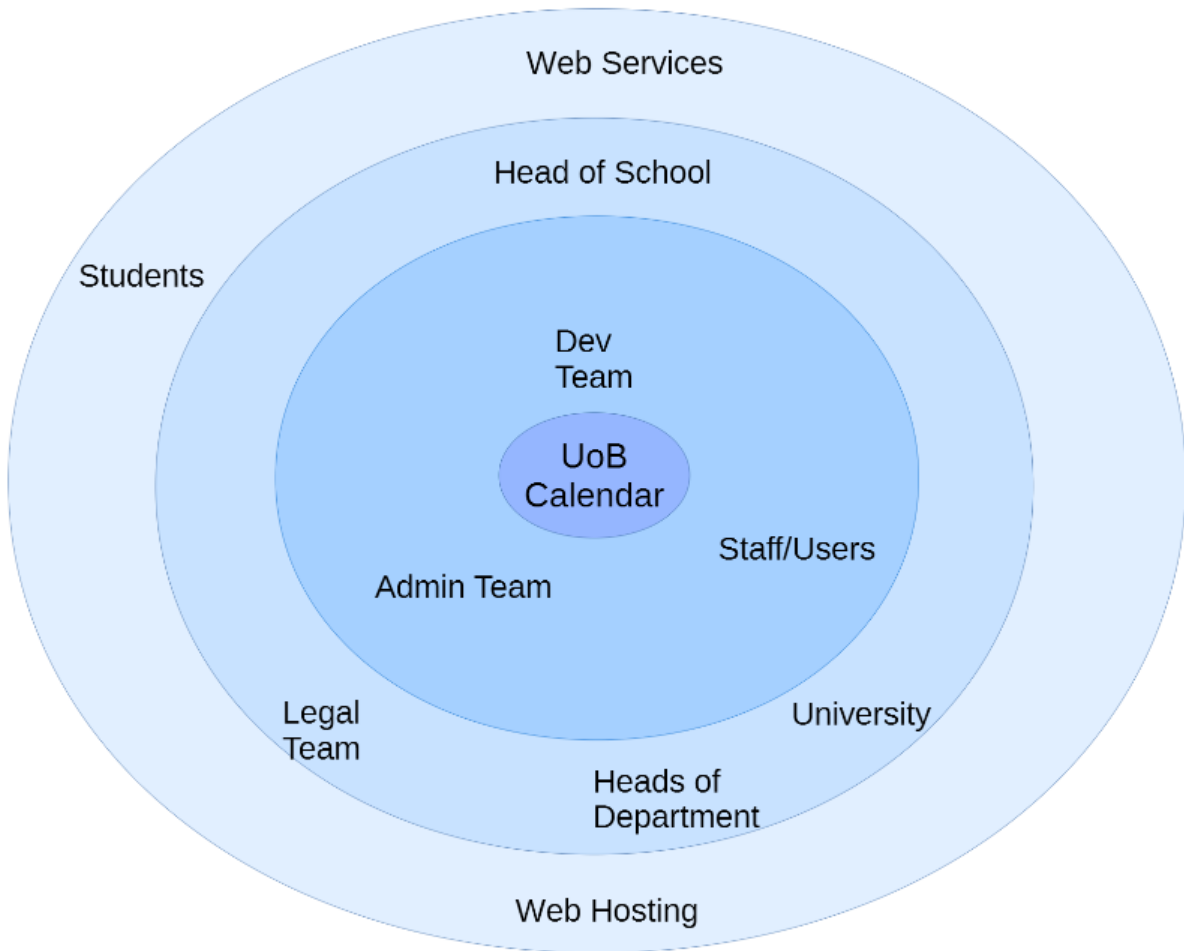 Web Services
Head of School
Students
Dev
Team
UoB
Calendar
Staff/Users
Admin Team
Legal
Team
University
Heads of
Department
Web Hosting